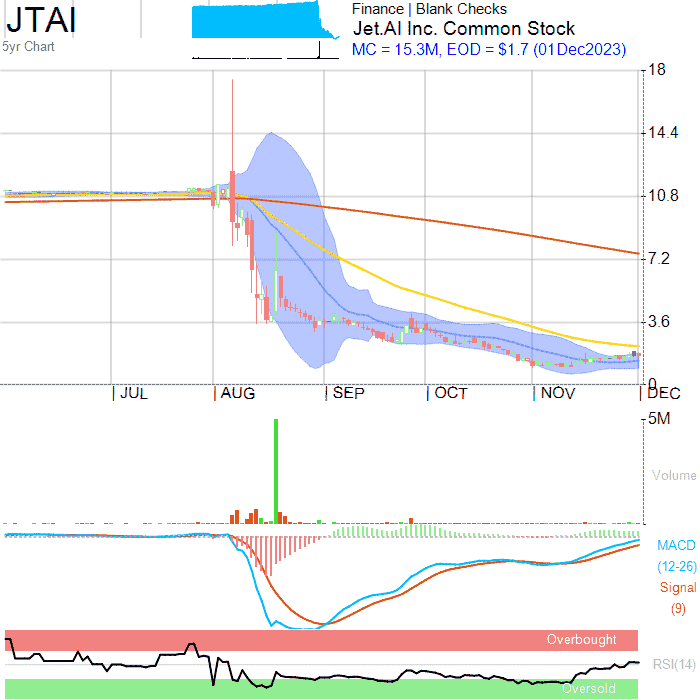 JTAI
5yr Chart
Finance | Blank Checks
Jet.AI Inc. Common Stock
MC = 15.3M, EOD = $1.7 (01Dec2023)
18
14.4
10.8
7.2
3.6
0
JUL AUG SEP OCT NOV DEC
5M
Volume
MACD
(12-26)
Signal
(9)
Overbought
RSI(14)
Oversold